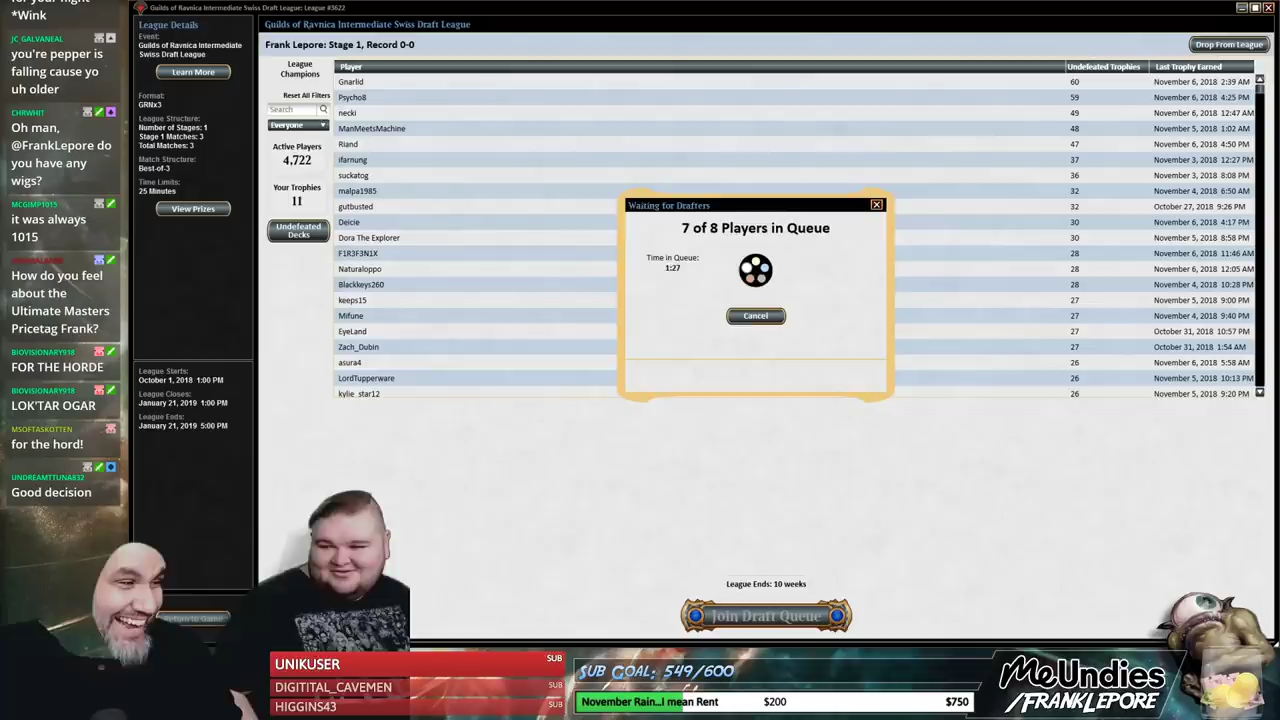 *Wink
JC_GALVANEAL
you're pepper is
falling cause yo
uh older
CHRWHIT
Oh man,
@FrankLepore do
you have any
wigs?
MCGIMP1015
it was always
1015
How do you feel
about the
Ultimate Masters
Pricetag Frank?
BIOVISIONARY918
FOR THE HORDE
BIOVISIONARY918
LOK'TAR OGAR
MSOFTASKOTTEN
for the hord!
UNDREAMTTUNA832
Good decision
Guilds of Ravnica Intermediate Swiss Draft League: League #3622
League Details
Event:
Guilds of Ravnica Intermediate
Swiss Draft League
Learn More
Format:
GRNx3
League Structure:
Number of Stages: 1
Stage 1 Matches: 3
Total Matches: 3
Match Structure:
Best-of-3
Time Limits:
25 Minutes
View Prizes
League Starts:
October 1, 2018 1:00 PM
League Closes:
January 21, 2019 1:00 PM
League Ends:
January 21, 2019 5:00 PM
Return to Game
Guilds of Ravnica Intermediate Swiss Draft League
Frank Lepore: Stage 1, Record 0-0
Drop From League
League
Champions
Reset All Filters
Search
Everyone
Active Players
4,722
Your Trophies
11
Undefeated
Decks
Player Undefeated Trophies Last Trophy Earned
Gnarlid 60 November 6, 2018 2:39 AM
Psycho8 59 November 6, 2018 4:25 PM
necki 49 November 6, 2018 12:47 AM
ManMeetsMachine 48 November 5, 2018 1:02 AM
Riand 47 November 6, 2018 4:50 PM
ifarnung 37 November 3, 2018 12:27 PM
suckatog 36 November 3, 2018 8:08 PM
malpa1985 32 November 4, 2018 6:50 AM
gutbusted 32 October 27, 2018 9:26 PM
Deicie 30 November 6, 2018 4:17 PM
Dora The Explorer 30 November 5, 2018 8:58 PM
F1R3F3N1X 28 November 6, 2018 11:46 AM
Naturaloppo 28 November 6, 2018 12:05 AM
Blackkeys260 28 November 4, 2018 10:28 PM
keeps15 27 November 5, 2018 9:00 PM
Mifune 27 November 4, 2018 9:40 PM
EyeLand 27 October 31, 2018 10:57 PM
Zach_Dubin 27 October 31, 2018 1:54 AM
asura4 26 November 6, 2018 5:58 AM
LordTupperware 26 November 5, 2018 10:13 PM
kylie_star12 26 November 5, 2018 9:20 PM
Waiting for Drafters
7 of 8 Players in Queue
Time in Queue:
1:27
Cancel
League Ends: 10 weeks
Join Draft Queue
UNIKUSER SUB
DIGITITAL_CAVEMEN SUB
HIGGINS43 SUB
SUB GOAL: 549/600
November Rain...I mean Rent $200 $750
MeUndies
FRANKLEPORE